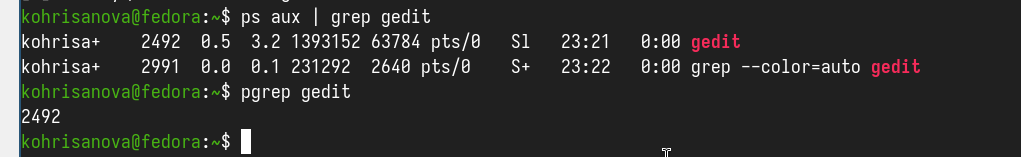 kohrisanova@fedora:~$ ps aux | grep gedit
kohrisa+    2492  0.5  3.2 1393152 63784 pts/0   Sl   23:21   0:00 gedit
kohrisa+    2991  0.0  0.1 231292  2640 pts/0    S+   23:22   0:00 grep --color=auto gedit
kohrisanova@fedora:~$ pgrep gedit
2492
kohrisanova@fedora:~$